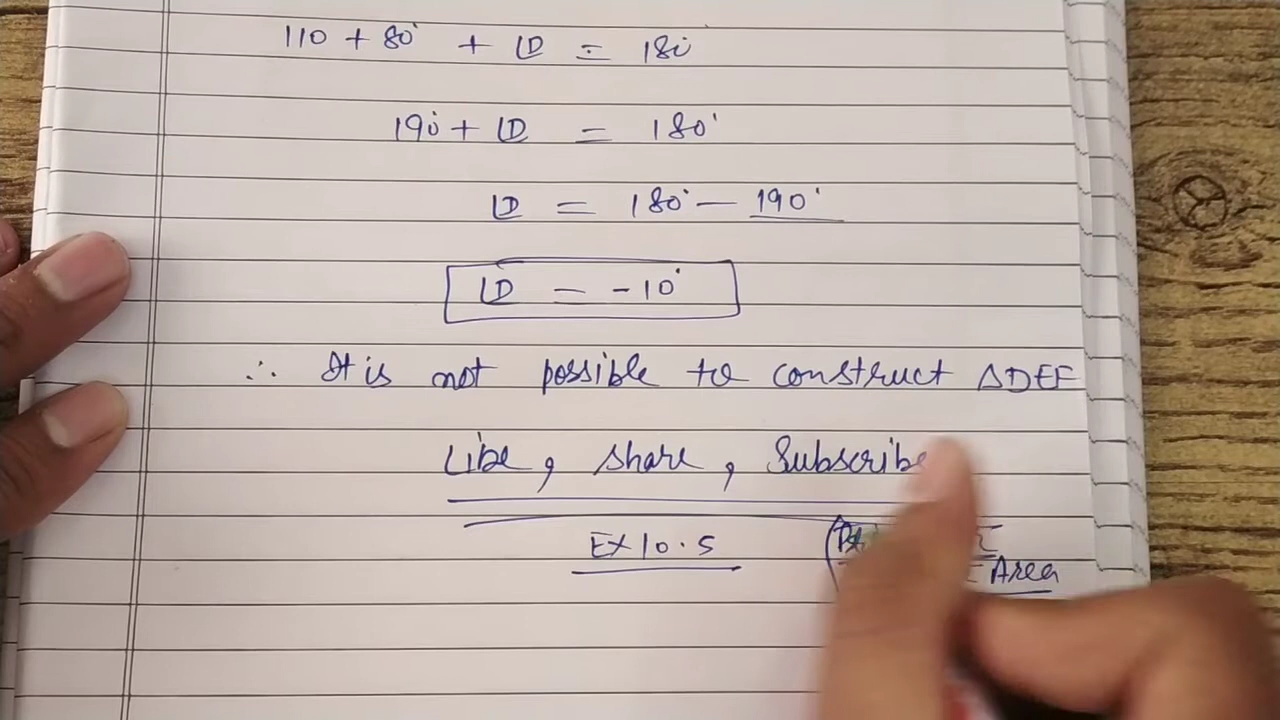 110 + 80° + ∠D = 180°
190° + ∠D = 180°
∠D = 180° - 190°
∠D = -10°
∴ It is not possible to construct ΔDEF
Like, share, Subscribe
Ex 10.5
Area